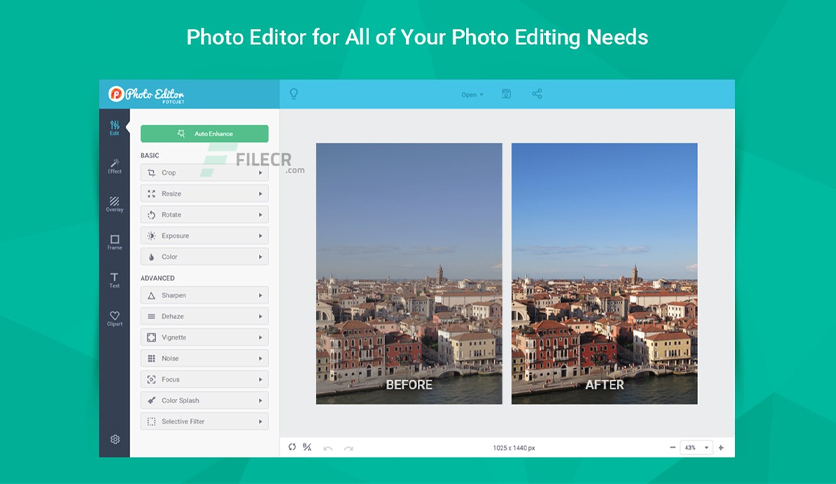 Photo Editor for All of Your Photo Editing Needs
Photo Editor
FOTOJET
Open
Edit
Effect
Overlay
Frame
Text
Clipart
Auto Enhance
BASIC
FILECR
.com
Crop
Resize
Rotate
Exposure
Color
ADVANCED
Sharpen
Dehaze
Vignette
Noise
Focus
Color Splash
Selective Filter
BEFORE
AFTER
1025 x 1440 px
43%